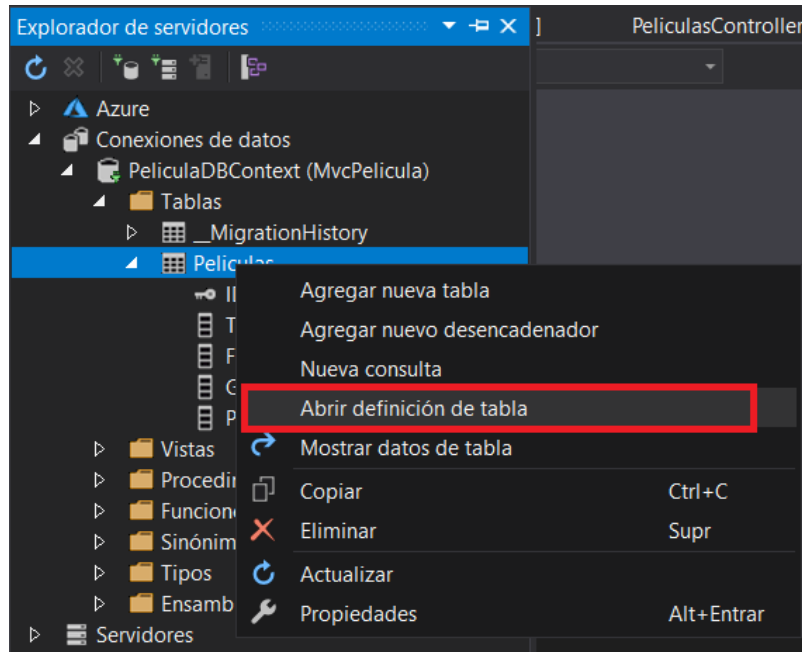 Explorador de servidores
]
PeliculasController
Azure
Conexiones de datos
PeliculaDBContext (MvcPelicula)
Tablas
__MigrationHistory
Peliculas
Agregar nueva tabla
Agregar nuevo desencadenador
Nueva consulta
Abrir definición de tabla
Vistas
Mostrar datos de tabla
Copiar Ctrl+C
Eliminar Supr
Tipos
Actualizar
Propiedades Alt+Entrar
Servidores